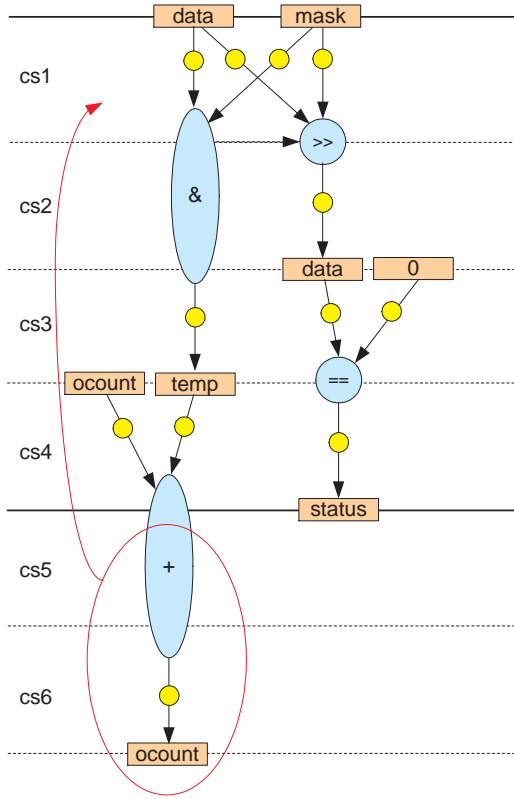 data mask
cs1
>>
&
cs2
data 0
cs3
ocount temp ==
cs4
status
+
cs5
cs6
ocount